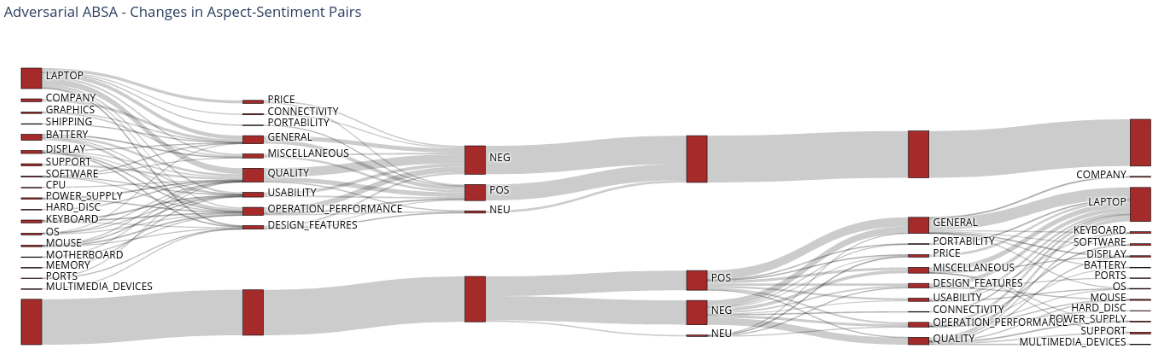 Adversarial ABSA - Changes in Aspect-Sentiment Pairs
LAPTOP
COMPANY
GRAPHICS
SHIPPING
BATTERY
DISPLAY
SUPPORT
SOFTWARE
CPU
POWER_SUPPLY
HARD_DISC
KEYBOARD
OS
MOUSE
MOTHERBOARD
MEMORY
PORTS
MULTIMEDIA_DEVICES
PRICE
CONNECTIVITY
PORTABILITY
GENERAL
MISCELLANEOUS
QUALITY
USABILITY
OPERATION_PERFORMANCE
DESIGN_FEATURES
NEG
POS
NEU
POS
NEG
NEU
GENERAL
PORTABILITY
PRICE
MISCELLANEOUS
DESIGN_FEATURES
USABILITY
CONNECTIVITY
OPERATION_PERFORMANCE
QUALITY
COMPANY
LAPTOP
KEYBOARD
SOFTWARE
DISPLAY
BATTERY
PORTS
OS
MOUSE
HARD_DISC
POWER_SUPPLY
SUPPORT
MULTIMEDIA_DEVICES